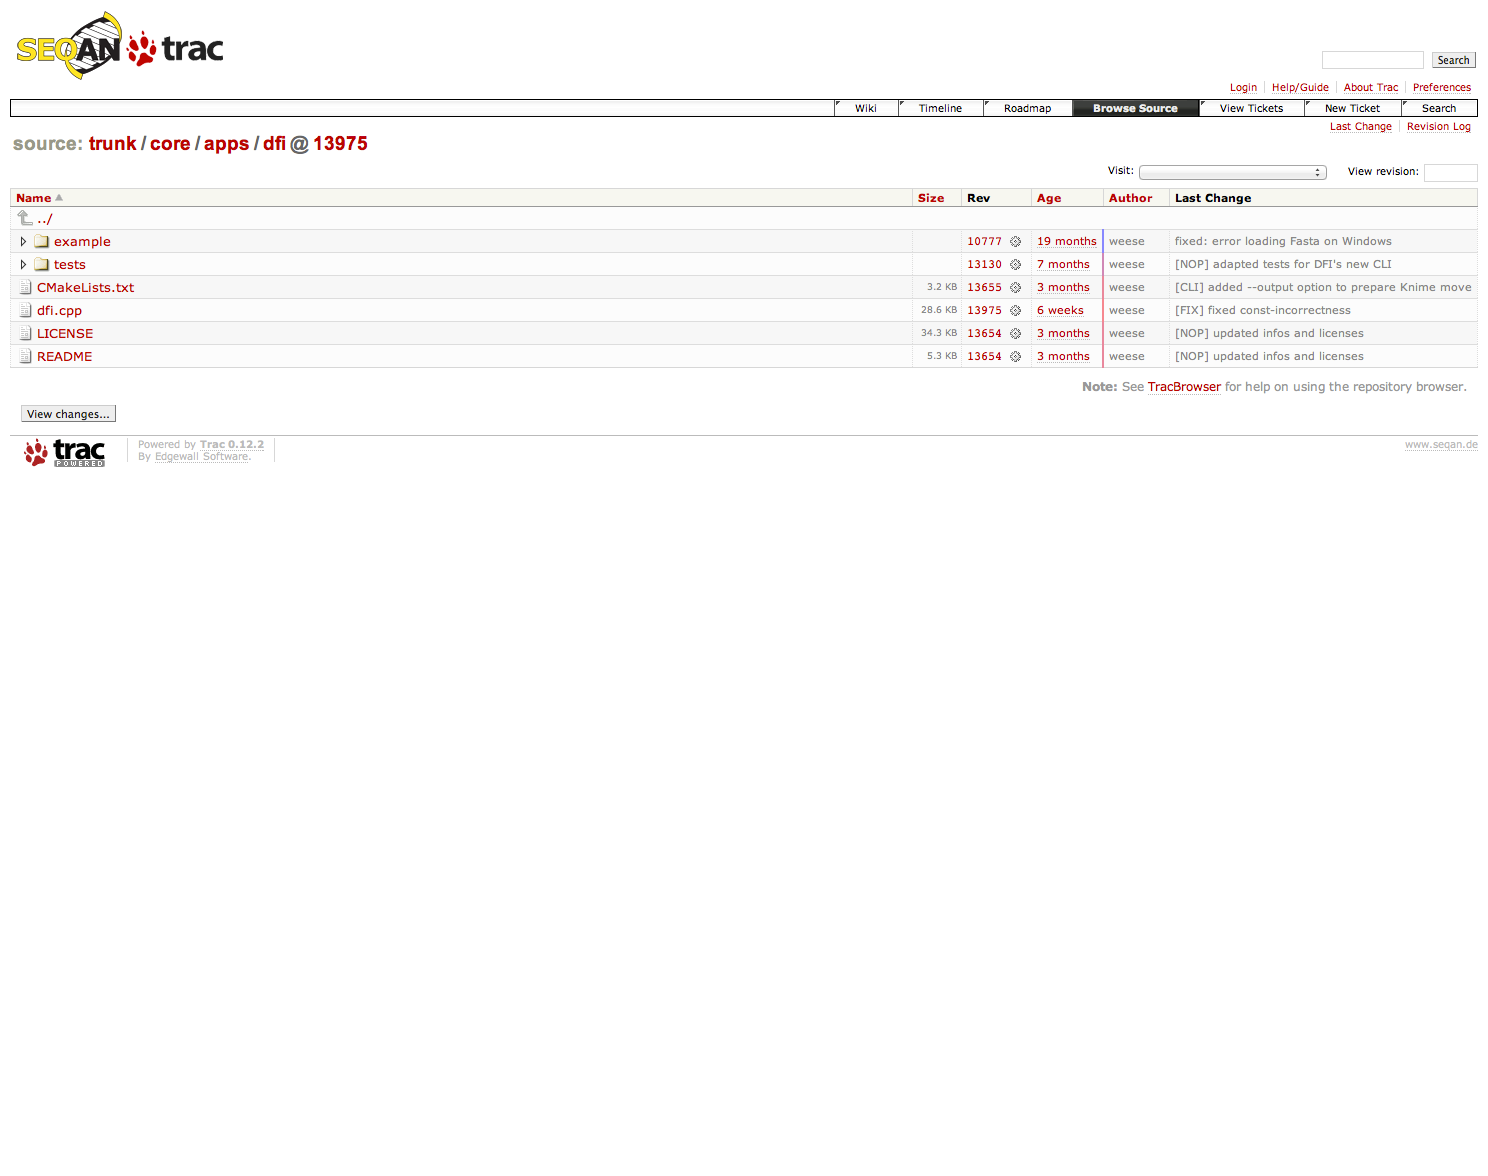 SEQAN trac
Search
Login Help/Guide About Trac Preferences
Wiki Timeline Roadmap Browse Source View Tickets New Ticket Search
Last Change Revision Log
source: trunk / core / apps / dfi @ 13975
Visit: View revision:
Name Size Rev Age Author Last Change
../
example 10777 19 months weese fixed: error loading Fasta on Windows
tests 13130 7 months weese [NOP] adapted tests for DFI's new CLI
CMakeLists.txt 3.2 KB 13655 3 months weese [CLI] added --output option to prepare Knime move
dfi.cpp 28.6 KB 13975 6 weeks weese [FIX] fixed const-incorrectness
LICENSE 34.3 KB 13654 3 months weese [NOP] updated infos and licenses
README 5.3 KB 13654 3 months weese [NOP] updated infos and licenses
Note: See TracBrowser for help on using the repository browser.
View changes...
trac POWERED
Powered by Trac 0.12.2
By Edgewall Software.
www.seqan.de